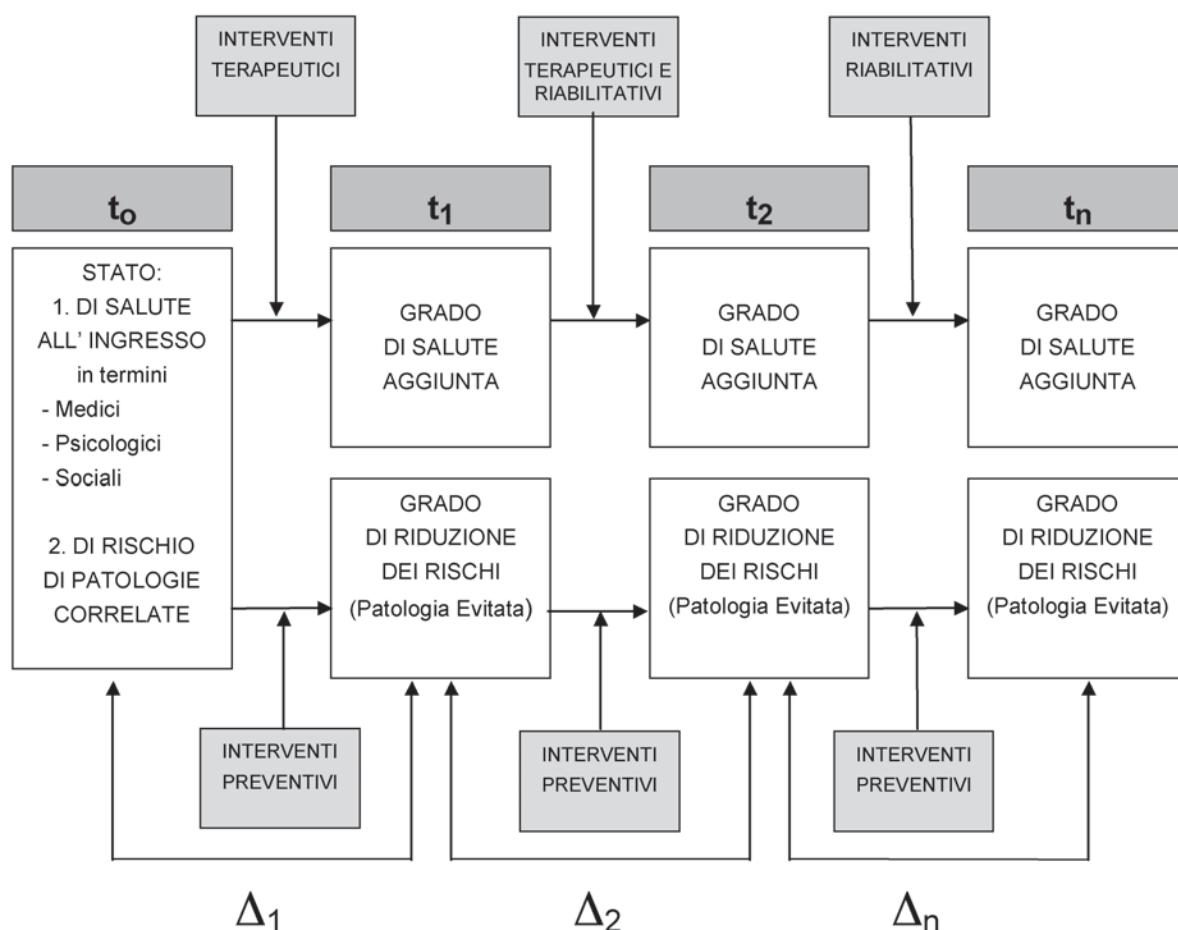 INTERVENTI
TERAPEUTICI
INTERVENTI
TERAPEUTICI E
RIABILITATIVI
INTERVENTI
RIABILITATIVI
to
t1
t2
tn
STATO:
1. DI SALUTE
ALL' INGRESSO
in termini
- Medici
- Psicologici
- Sociali
2. DI RISCHIO
DI PATOLOGIE
CORRELATE
GRADO
DI SALUTE
AGGIUNTA
GRADO
DI SALUTE
AGGIUNTA
GRADO
DI SALUTE
AGGIUNTA
GRADO
DI RIDUZIONE
DEI RISCHI
(Patologia Evitata)
GRADO
DI RIDUZIONE
DEI RISCHI
(Patologia Evitata)
GRADO
DI RIDUZIONE
DEI RISCHI
(Patologia Evitata)
INTERVENTI
PREVENTIVI
INTERVENTI
PREVENTIVI
INTERVENTI
PREVENTIVI
Δ1
Δ2
Δn